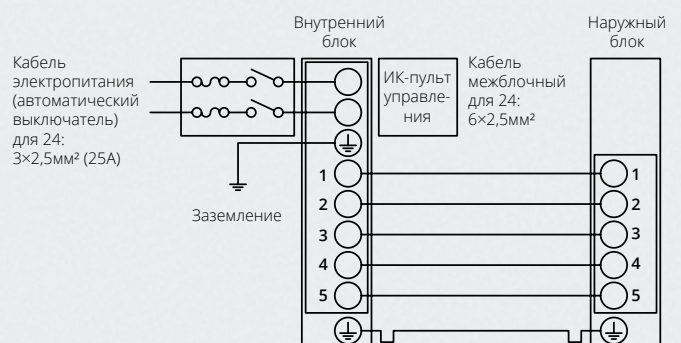 Внутренний
блок
Наружный
блок
Кабель
электропитания
(автоматический
выключатель)
для 24:
3×2,5мм² (25А)
ИК-пульт
управле-
ния
Кабель
межблочный
для 24:
6×2,5мм²
Заземление
1
2
3
4
5
1
2
3
4
5